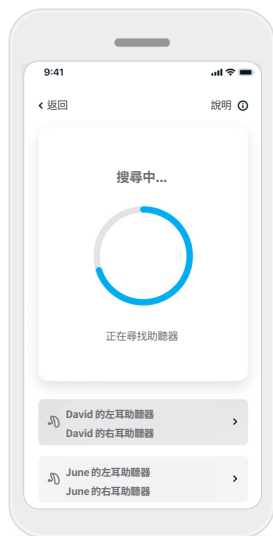 9:41
返回
說明
搜尋中...
正在尋找助聽器
David 的左耳助聽器
David 的右耳助聽器
June 的左耳助聽器
June 的右耳助聽器